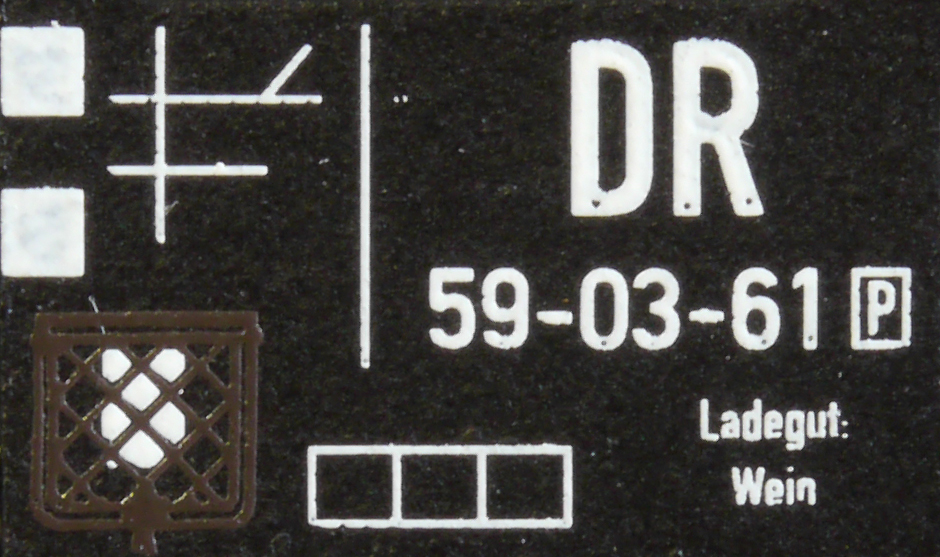 DR
59-03-61 P
Ladegut:
Wein